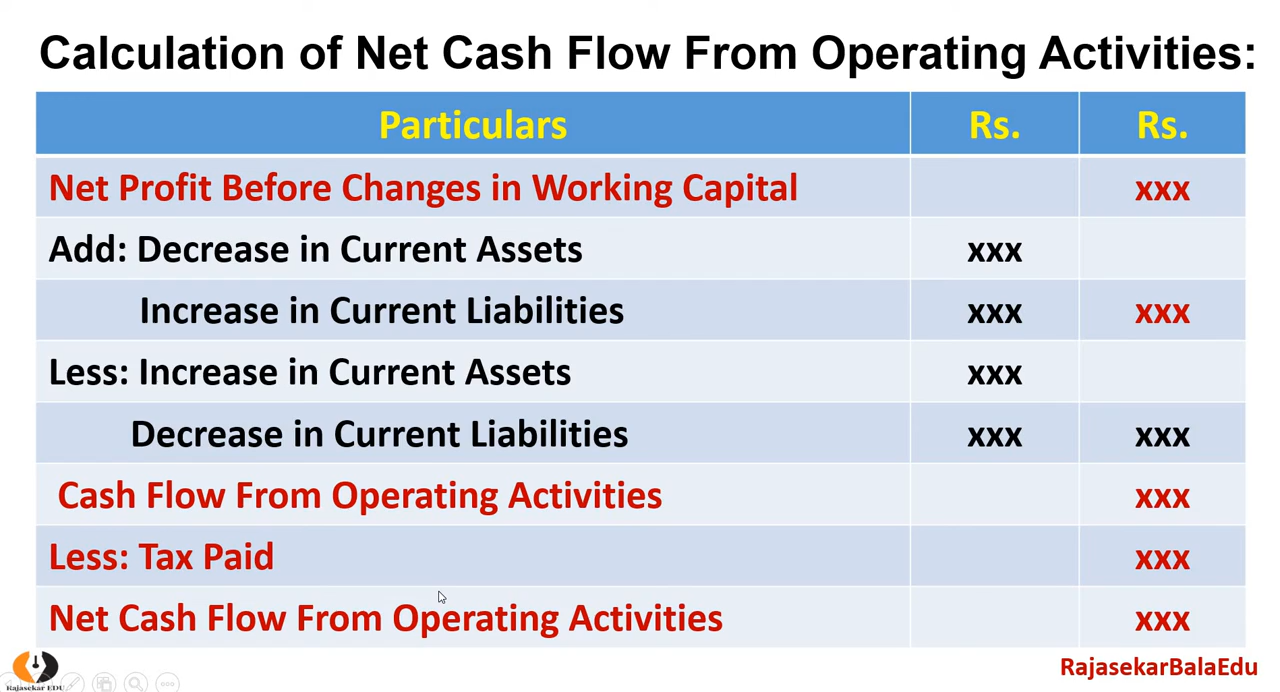 Calculation of Net Cash Flow From Operating Activities:
Particulars Rs. Rs.
Net Profit Before Changes in Working Capital xxx
Add: Decrease in Current Assets xxx
Increase in Current Liabilities xxx xxx
Less: Increase in Current Assets xxx
Decrease in Current Liabilities xxx xxx
Cash Flow From Operating Activities xxx
Less: Tax Paid xxx
Net Cash Flow From Operating Activities xxx
Rajasekar EDU
RajasekarBalaEdu